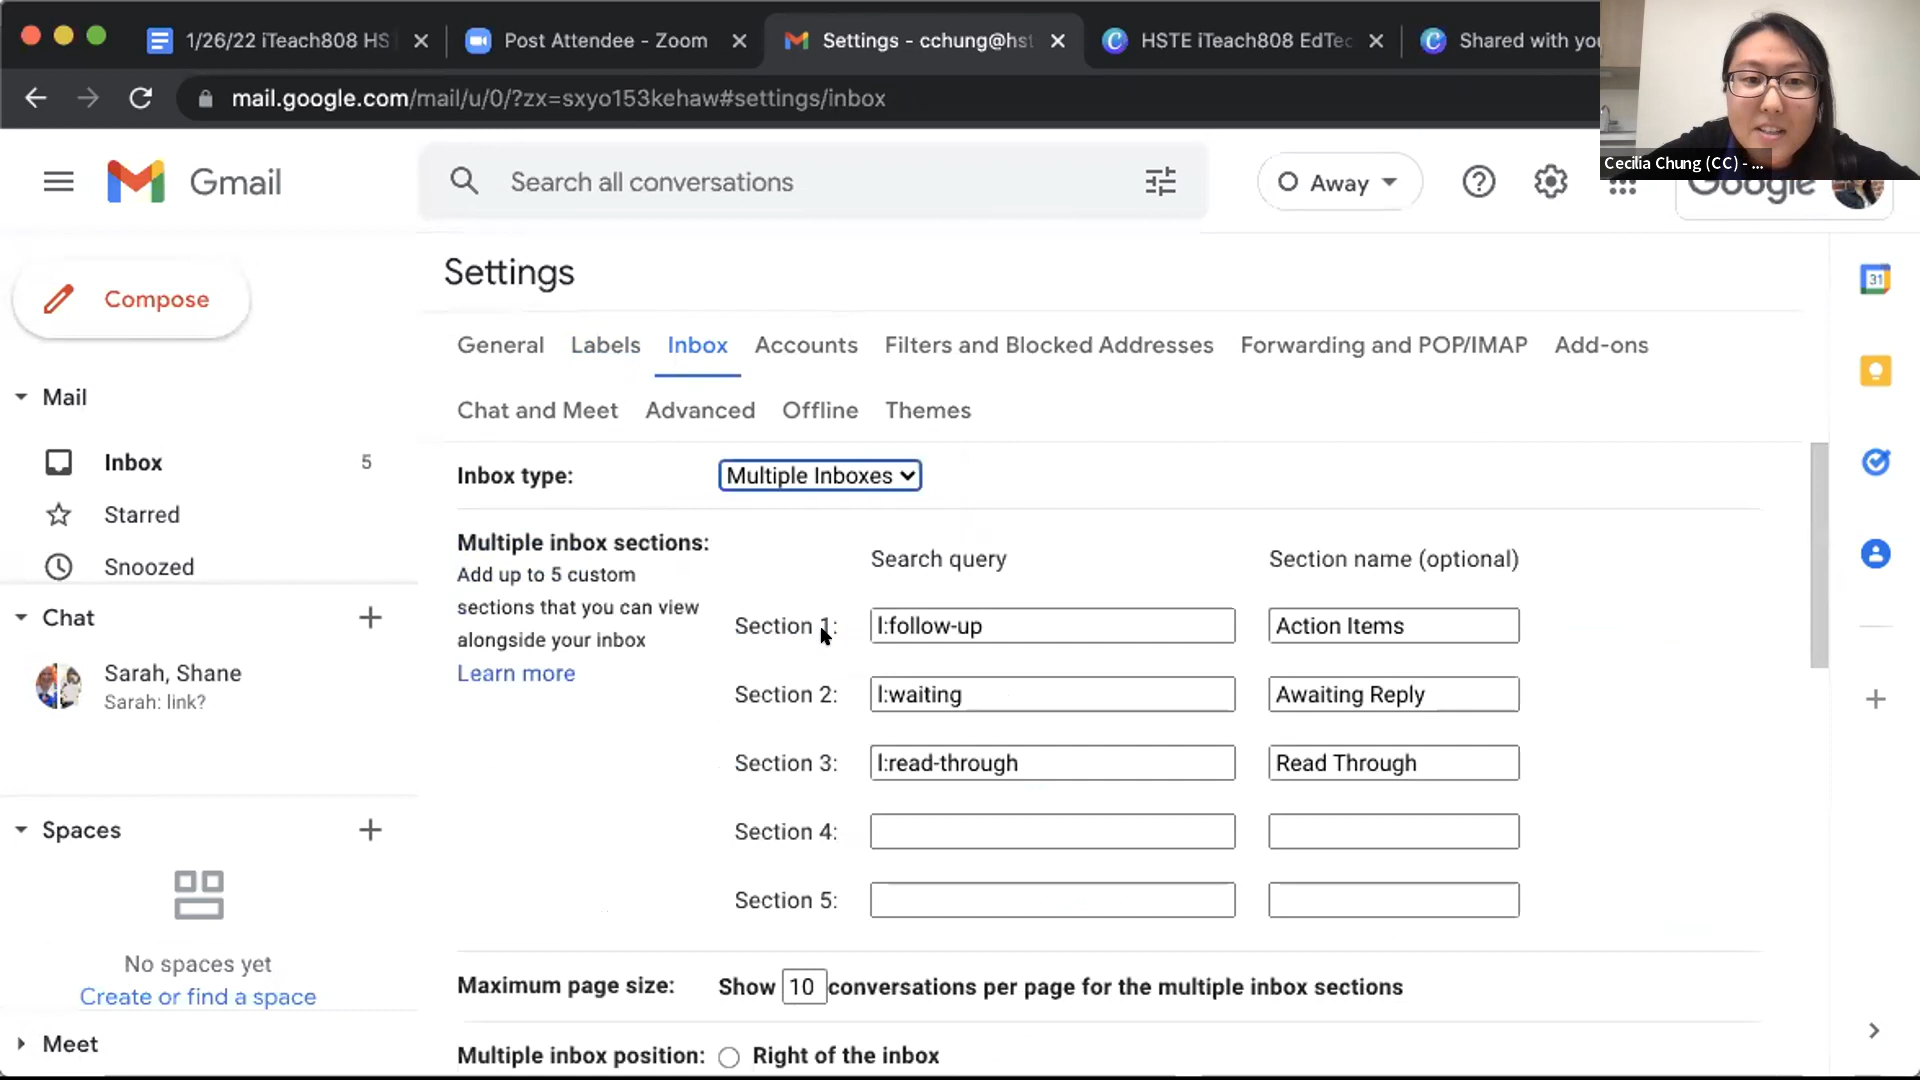 1/26/22 iTeach808 HS
Post Attendee - Zoom
Settings - cchung@hst
HSTE iTeach808 EdTec
Shared with you
mail.google.com/mail/u/0/?zx=sxyo153kehaw#settings/inbox
Cecilia Chung (CC) - ...
Gmail
Search all conversations
Away
Google
Compose
Settings
General
Labels
Inbox
Accounts
Filters and Blocked Addresses
Forwarding and POP/IMAP
Add-ons
Chat and Meet
Advanced
Offline
Themes
Mail
Inbox 5
Starred
Snoozed
Chat
Sarah, Shane
Sarah: link?
Spaces
No spaces yet
Create or find a space
Meet
Inbox type: Multiple Inboxes
Multiple inbox sections:
Add up to 5 custom
sections that you can view
alongside your inbox
Learn more
Search query Section name (optional)
Section 1: l:follow-up Action Items
Section 2: l:waiting Awaiting Reply
Section 3: l:read-through Read Through
Section 4:
Section 5:
Maximum page size: Show 10 conversations per page for the multiple inbox sections
Multiple inbox position: Right of the inbox
31